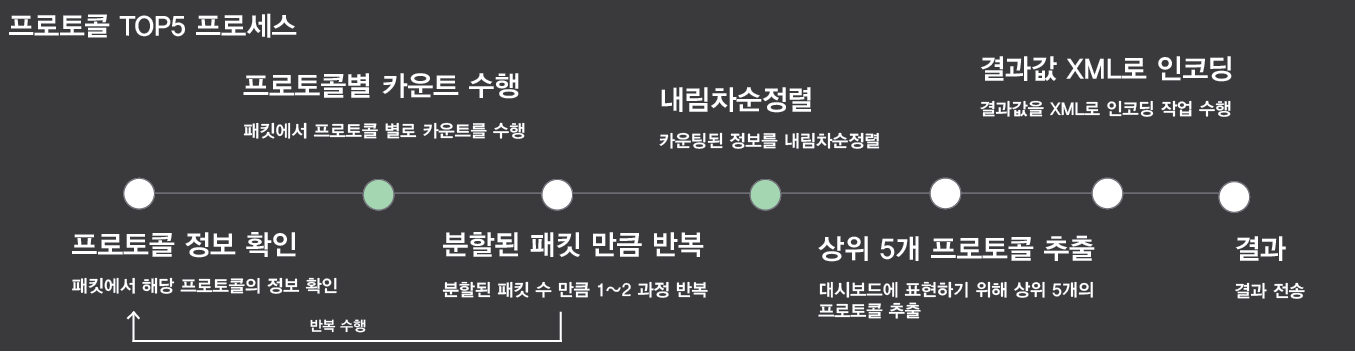 프로토콜 TOP5 프로세스
프로토콜 정보 확인
패킷에서 해당 프로토콜의 정보 확인
프로토콜별 카운트 수행
패킷에서 프로토콜 별로 카운트를 수행
분할된 패킷 만큼 반복
분할된 패킷 수 만큼 1~2 과정 반복
반복 수행
내림차순정렬
카운팅된 정보를 내림차순정렬
상위 5개 프로토콜 추출
대시보드에 표현하기 위해 상위 5개의
프로토콜 추출
결과값 XML로 인코딩
결과값을 XML로 인코딩 작업 수행
결과
결과 전송